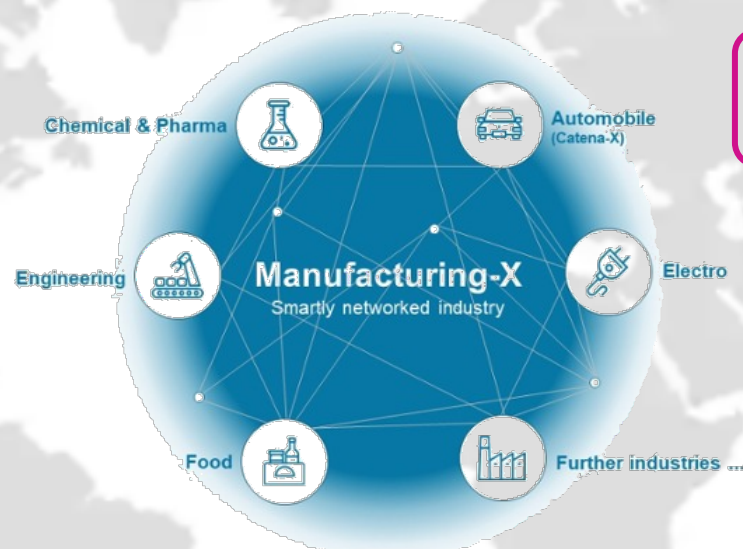 Chemical & Pharma
Automobile
(Catena-X)
Engineering
Manufacturing-X
Smartly networked industry
Electro
Food
Further industries ...